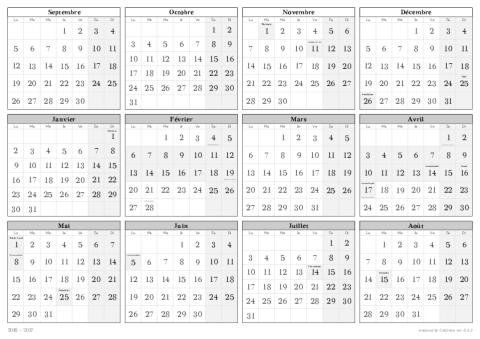 Septembre
Lu Ma Me Je Ve Sa Di
1 2 3 4
5 6 7 8 9 10 11
12 13 14 15 16 17 18
19 20 21 22 23 24 25
26 27 28 29 30
Octobre
Lu Ma Me Je Ve Sa Di
1 2
3 4 5 6 7 8 9
10 11 12 13 14 15 16
17 18 19 20 21 22 23
24 25 26 27 28 29 30
31
Novembre
Lu Ma Me Je Ve Sa Di
1 2 3 4 5 6
7 8 9 10 11 12 13
14 15 16 17 18 19 20
21 22 23 24 25 26 27
28 29 30
Décembre
Lu Ma Me Je Ve Sa Di
1 2 3 4
5 6 7 8 9 10 11
12 13 14 15 16 17 18
19 20 21 22 23 24 25
26 27 28 29 30 31
Janvier
Lu Ma Me Je Ve Sa Di
1
2 3 4 5 6 7 8
9 10 11 12 13 14 15
16 17 18 19 20 21 22
23 24 25 26 27 28 29
30 31
Février
Lu Ma Me Je Ve Sa Di
1 2 3 4 5
6 7 8 9 10 11 12
13 14 15 16 17 18 19
20 21 22 23 24 25 26
27 28
Mars
Lu Ma Me Je Ve Sa Di
1 2 3 4 5
6 7 8 9 10 11 12
13 14 15 16 17 18 19
20 21 22 23 24 25 26
27 28 29 30 31
Avril
Lu Ma Me Je Ve Sa Di
1 2
3 4 5 6 7 8 9
10 11 12 13 14 15 16
17 18 19 20 21 22 23
24 25 26 27 28 29 30
Mai
Lu Ma Me Je Ve Sa Di
1 2 3 4 5 6 7
8 9 10 11 12 13 14
15 16 17 18 19 20 21
22 23 24 25 26 27 28
29 30 31
Juin
Lu Ma Me Je Ve Sa Di
1 2 3 4
5 6 7 8 9 10 11
12 13 14 15 16 17 18
19 20 21 22 23 24 25
26 27 28 29 30
Juillet
Lu Ma Me Je Ve Sa Di
1 2
3 4 5 6 7 8 9
10 11 12 13 14 15 16
17 18 19 20 21 22 23
24 25 26 27 28 29 30
31
Août
Lu Ma Me Je Ve Sa Di
1 2 3 4 5 6
7 8 9 10 11 12 13
14 15 16 17 18 19 20
21 22 23 24 25 26 27
28 29 30 31
2016 - 2017